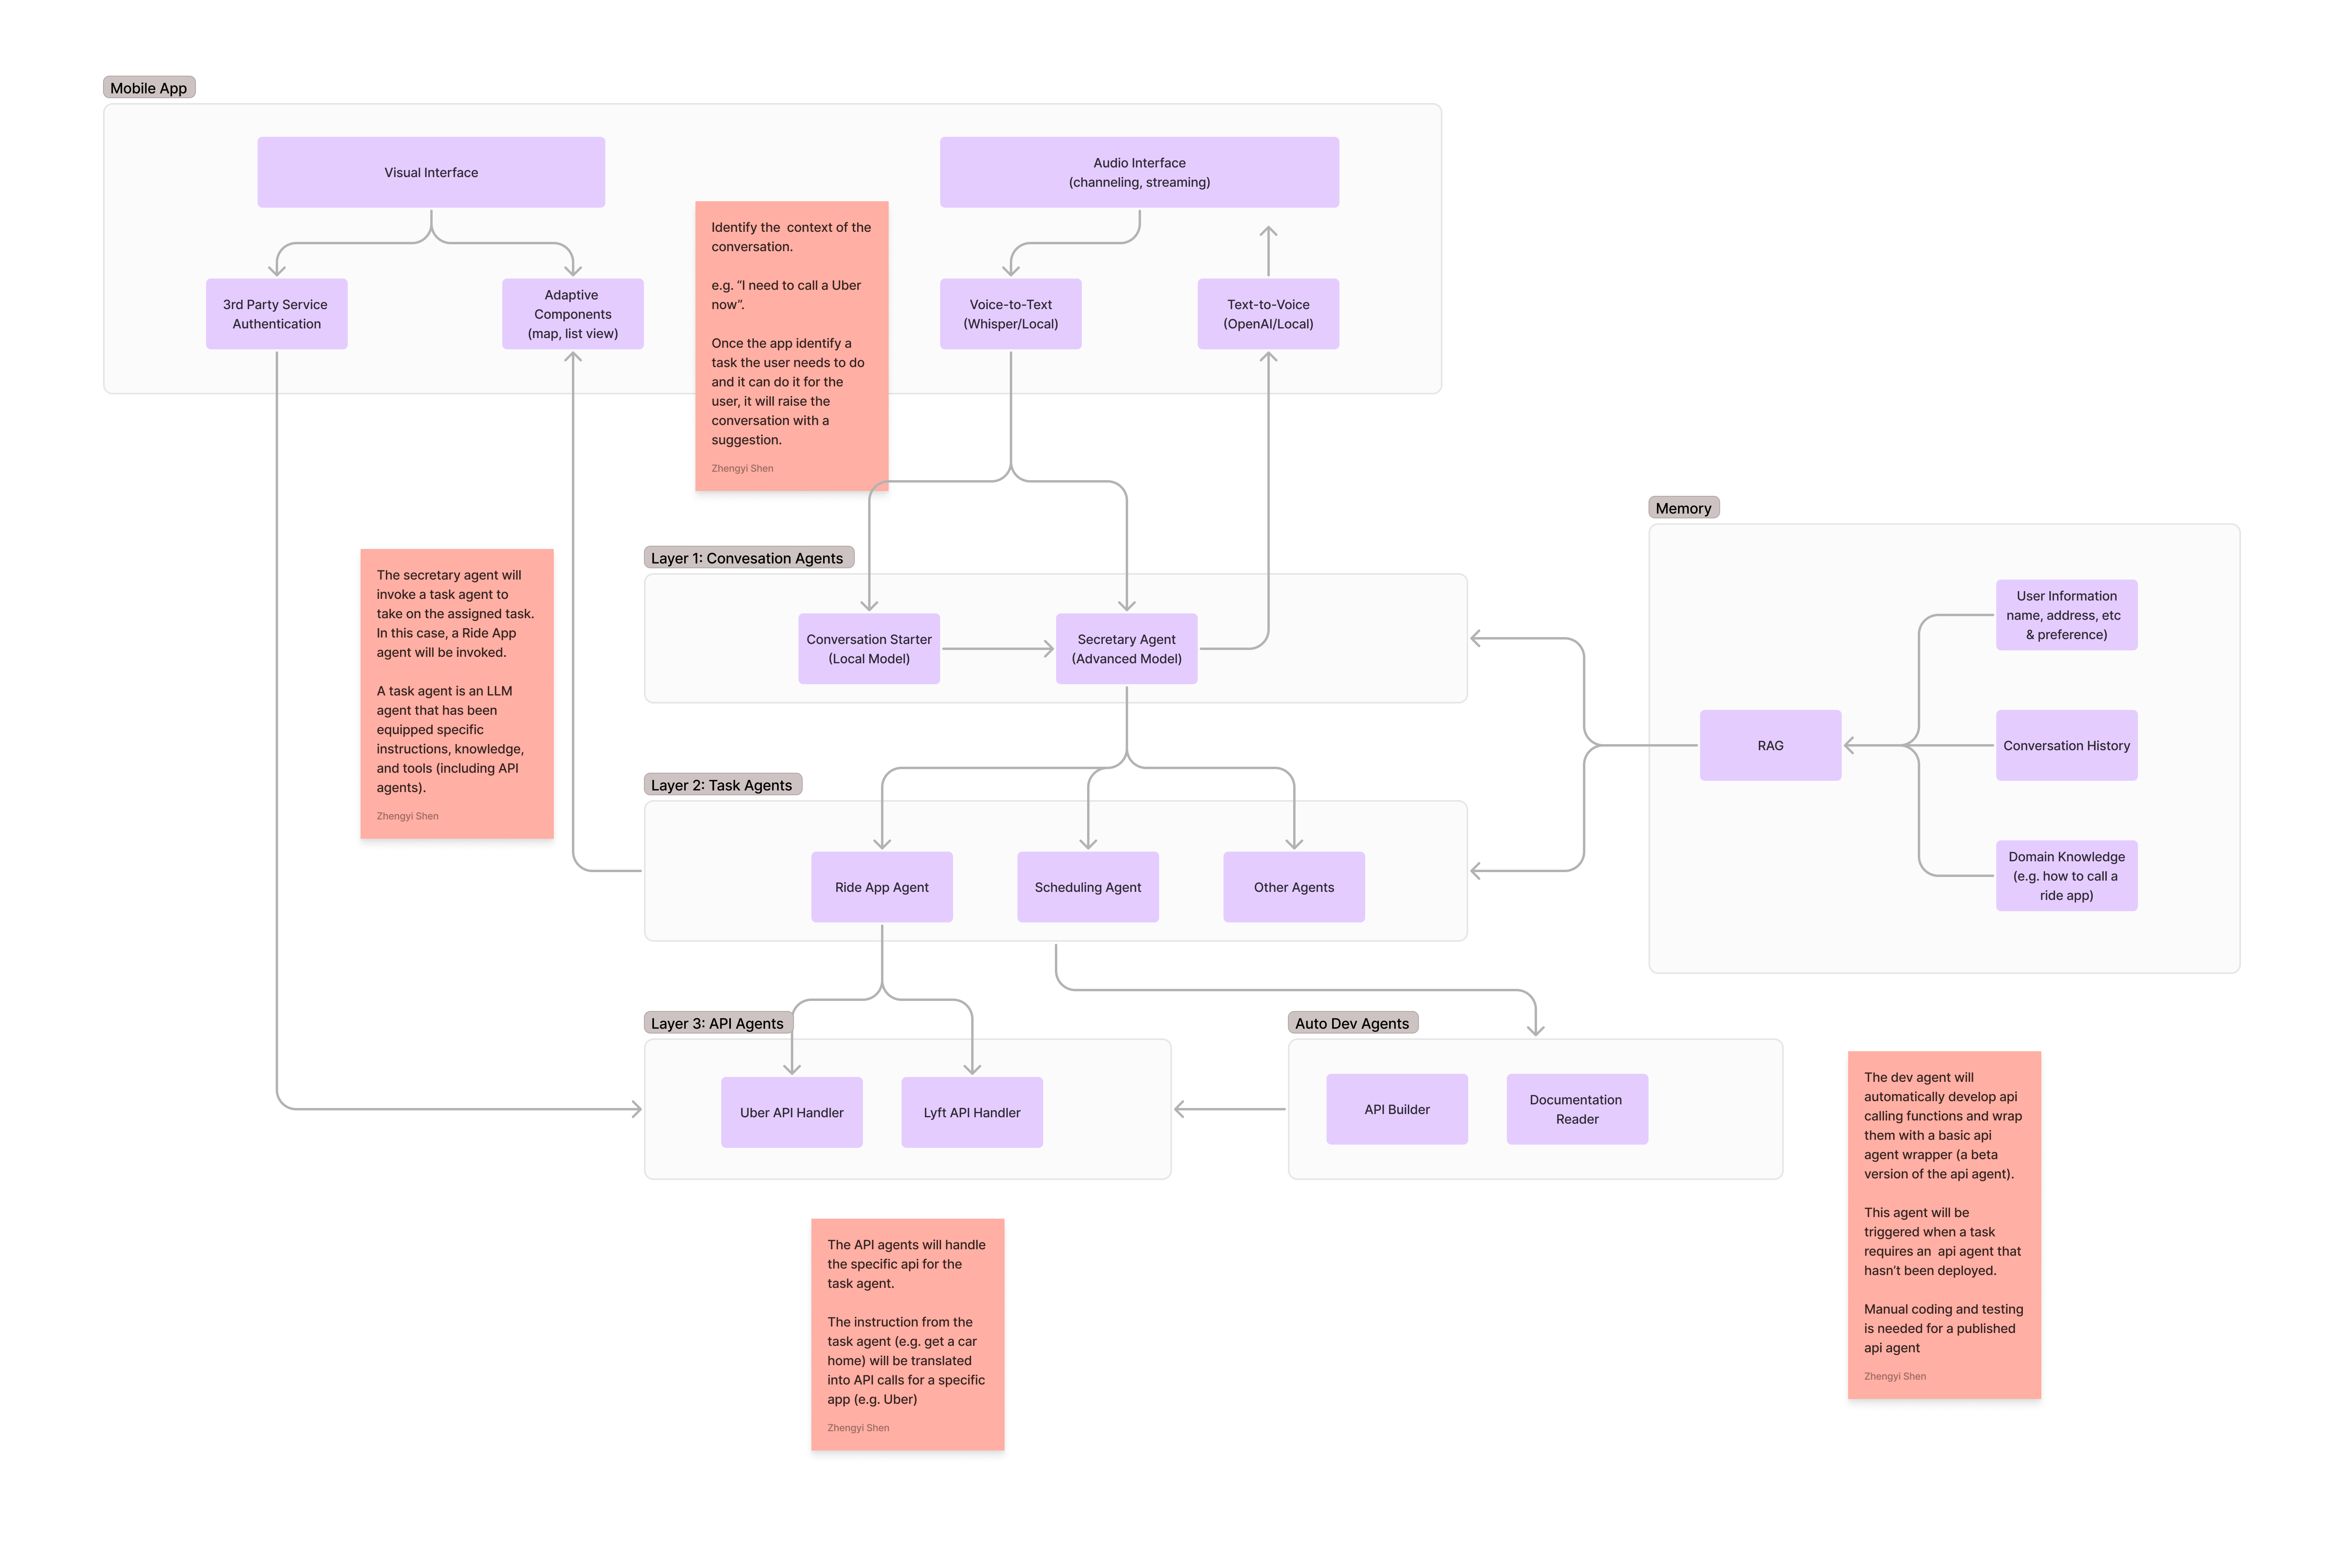 Mobile App
Visual Interface
Audio Interface
(channeling, streaming)
3rd Party Service
Authentication
Adaptive
Components
(map, list view)
Identify the  context of the
conversation.
e.g. “I need to call a Uber
now”.
Once the app identify a
task the user needs to do
and it can do it for the
user, it will raise the
conversation with a
suggestion.
Zhengyi Shen
Voice-to-Text
(Whisper/Local)
Text-to-Voice
(OpenAI/Local)
The secretary agent will
invoke a task agent to
take on the assigned task.
In this case, a Ride App
agent will be invoked.
A task agent is an LLM
agent that has been
equipped specific
instructions, knowledge,
and tools (including API
agents).
Zhengyi Shen
Layer 1: Convesation Agents
Conversation Starter
(Local Model)
Secretary Agent
(Advanced Model)
Memory
RAG
User Information
name, address, etc
& preference)
Conversation History
Domain Knowledge
(e.g. how to call a
ride app)
Layer 2: Task Agents
Ride App Agent
Scheduling Agent
Other Agents
Layer 3: API Agents
Uber API Handler
Lyft API Handler
Auto Dev Agents
API Builder
Documentation
Reader
The API agents will handle
the specific api for the
task agent.
The instruction from the
task agent (e.g. get a car
home) will be translated
into API calls for a specific
app (e.g. Uber)
Zhengyi Shen
The dev agent will
automatically develop api
calling functions and wrap
them with a basic api
agent wrapper (a beta
version of the api agent).
This agent will be
triggered when a task
requires an  api agent that
hasn’t been deployed.
Manual coding and testing
is needed for a published
api agent
Zhengyi Shen